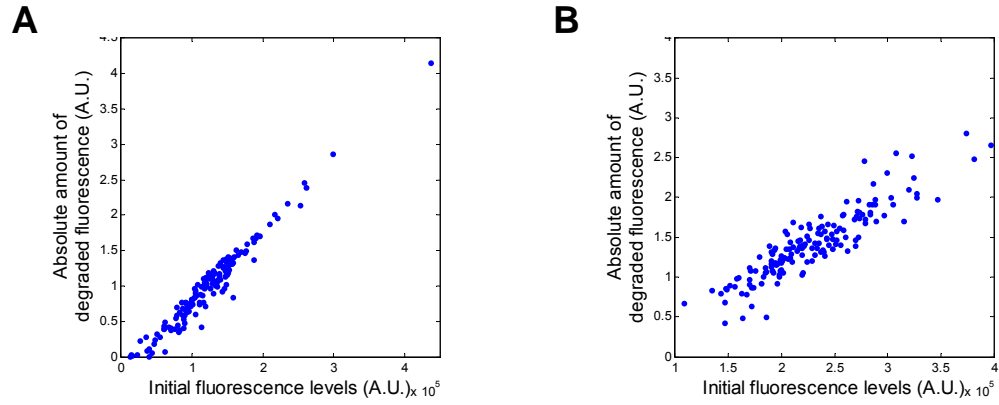 A
B
Absolute amount of
degraded fluorescence (A.U.)
4.5
4
3.5
3
2.5
2
1.5
1
0.5
0
0 1 2 3 4
Initial fluorescence levels (A.U.) x 10^5
Absolute amount of
degraded fluorescence (A.U.)
4
3.5
3
2.5
2
1.5
1
0.5
0
1 1.5 2 2.5 3 3.5 4
Initial fluorescence levels (A.U.) x 10^5